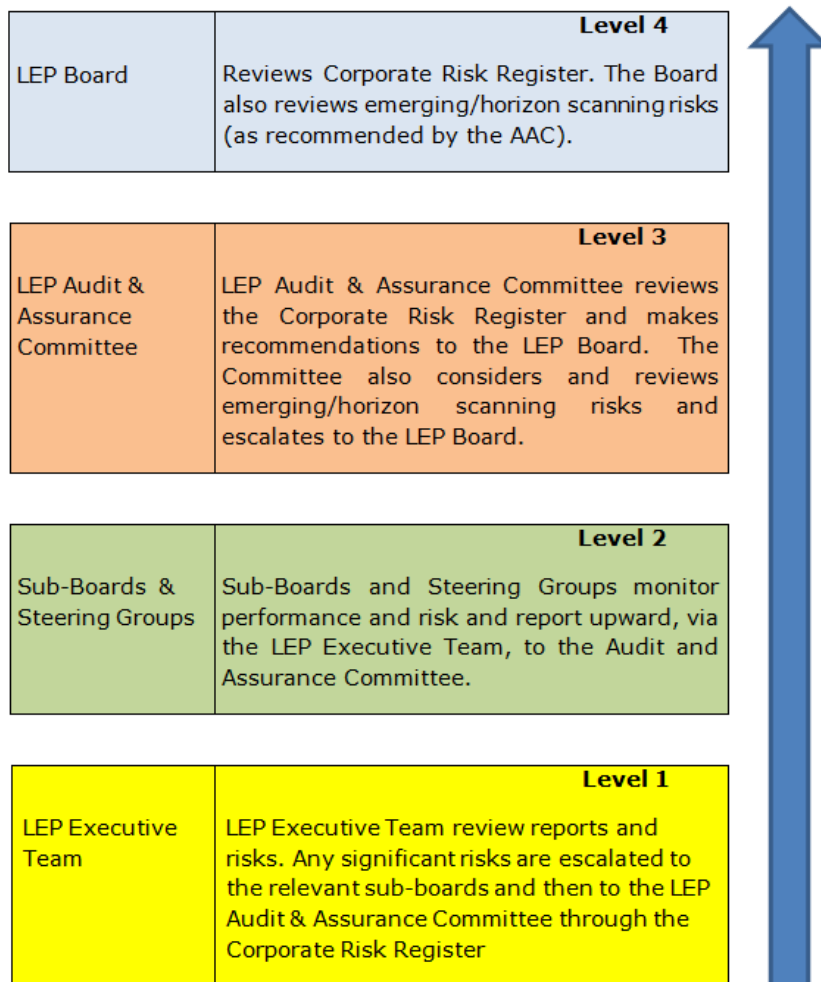 Level 4
LEP Board
Reviews Corporate Risk Register. The Board
also reviews emerging/horizon scanning risks
(as recommended by the AAC).
Level 3
LEP Audit &
Assurance
Committee
LEP Audit & Assurance Committee reviews
the Corporate Risk Register and makes
recommendations to the LEP Board. The
Committee also considers and reviews
emerging/horizon scanning risks and
escalates to the LEP Board.
Level 2
Sub-Boards &
Steering Groups
Sub-Boards and Steering Groups monitor
performance and risk and report upward, via
the LEP Executive Team, to the Audit and
Assurance Committee.
Level 1
LEP Executive
Team
LEP Executive Team review reports and
risks. Any significant risks are escalated to
the relevant sub-boards and then to the LEP
Audit & Assurance Committee through the
Corporate Risk Register